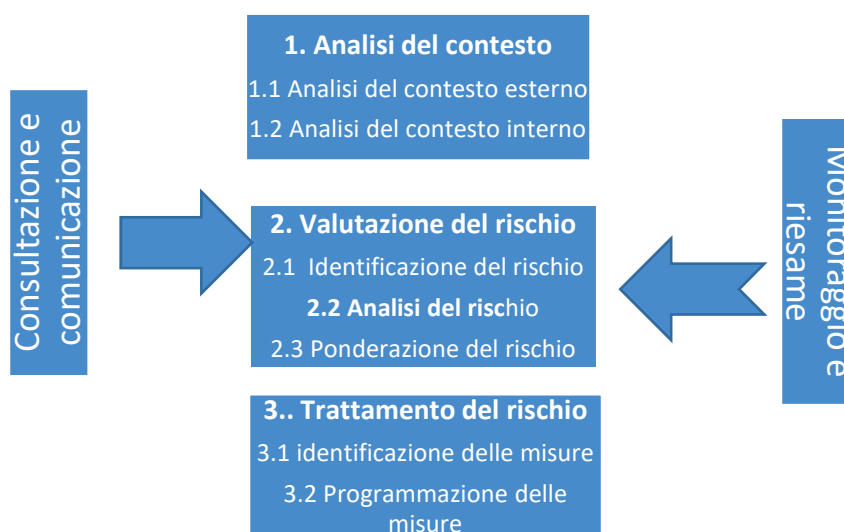 1. Analisi del contesto
1.1 Analisi del contesto esterno
1.2 Analisi del contesto interno
Consultazione e
comunicazione
2. Valutazione del rischio
2.1 Identificazione del rischio
2.2 Analisi del rischio
2.3 Ponderazione del rischio
Monitoraggio e
riesame
3.. Trattamento del rischio
3.1 identificazione delle misure
3.2 Programmazione delle
misure